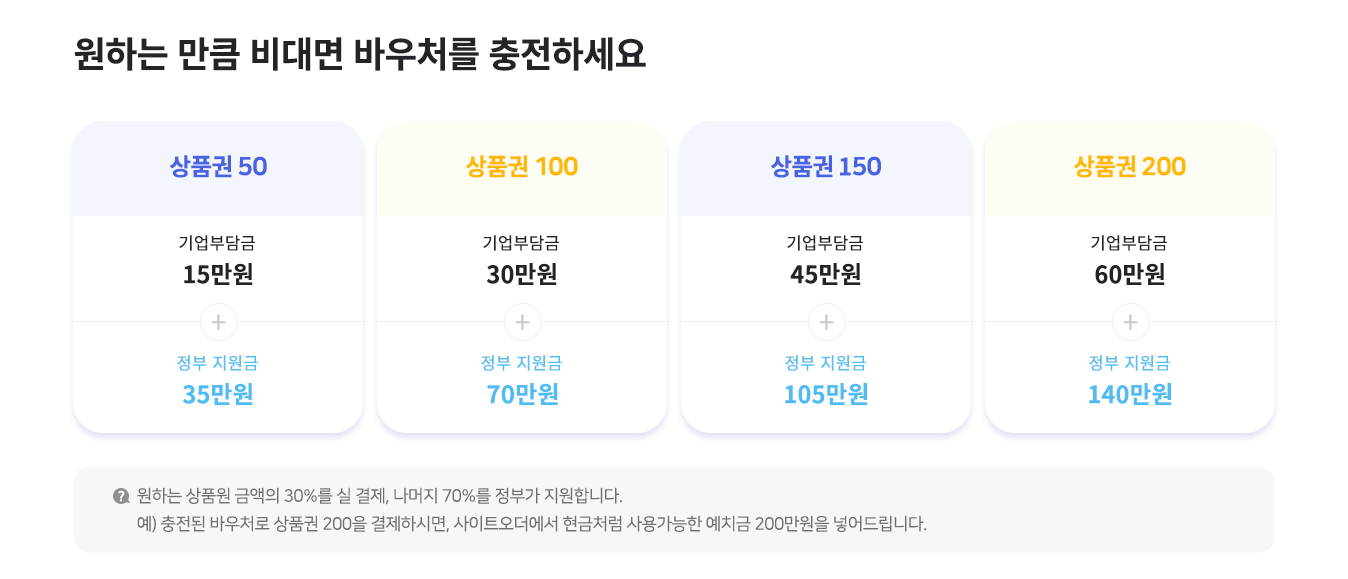 원하는 만큼 비대면 바우처를 충전하세요
상품권 50
기업부담금
15만원
+
정부 지원금
35만원
상품권 100
기업부담금
30만원
+
정부 지원금
70만원
상품권 150
기업부담금
45만원
+
정부 지원금
105만원
상품권 200
기업부담금
60만원
+
정부 지원금
140만원
? 원하는 상품원 금액의 30%를 실 결제, 나머지 70%를 정부가 지원합니다.
예) 충전된 바우처로 상품권 200을 결제하시면, 사이트오더에서 현금처럼 사용가능한 예치금 200만원을 넣어드립니다.